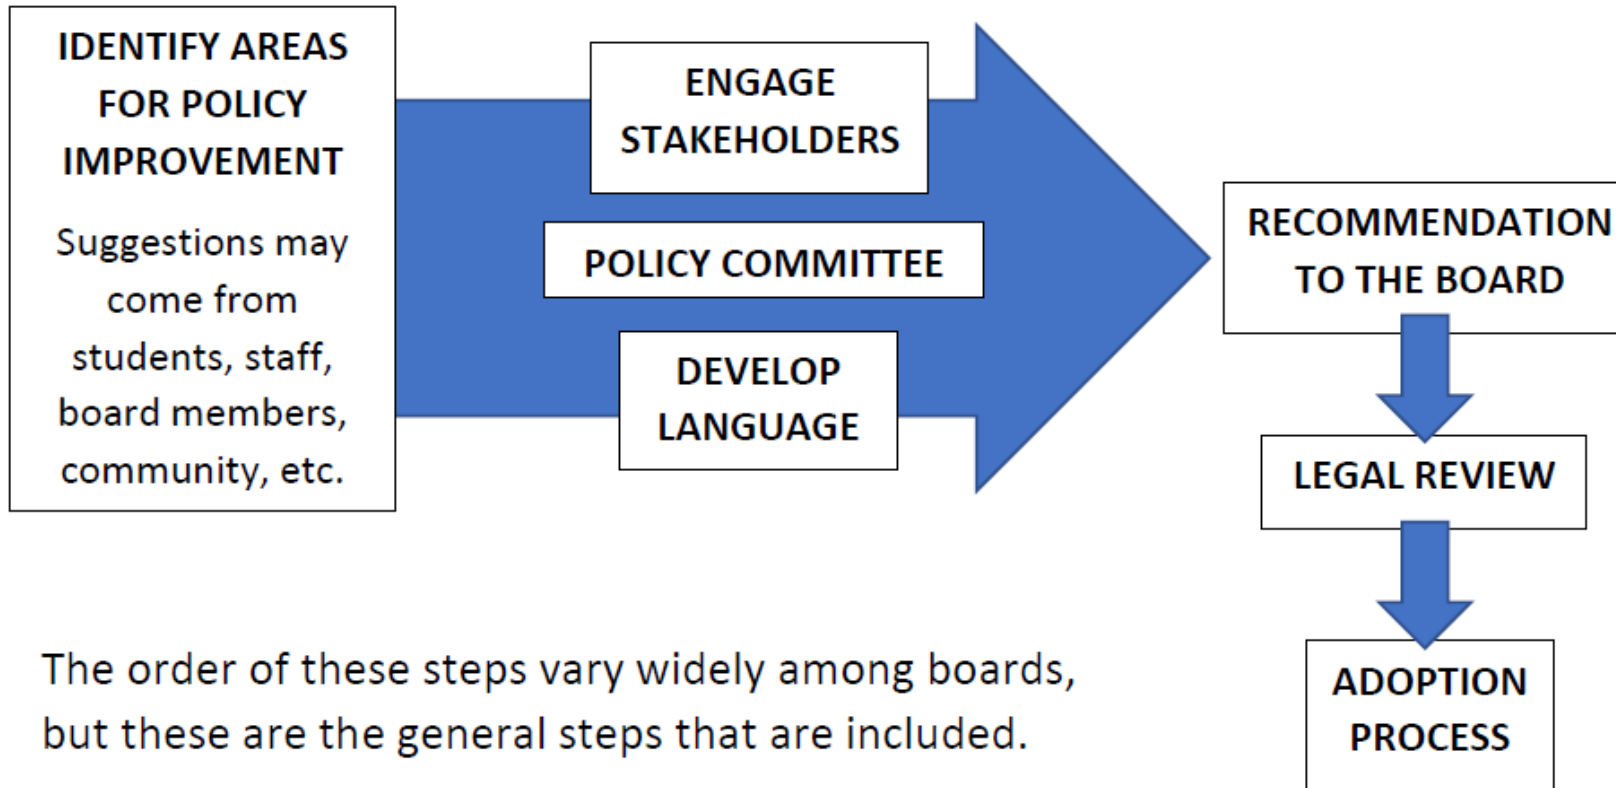 IDENTIFY AREAS
FOR POLICY
IMPROVEMENT
Suggestions may
come from
students, staff,
board members,
community, etc.
ENGAGE
STAKEHOLDERS
POLICY COMMITTEE
DEVELOP
LANGUAGE
RECOMMENDATION
TO THE BOARD
LEGAL REVIEW
ADOPTION
PROCESS
The order of these steps vary widely among boards,
but these are the general steps that are included.